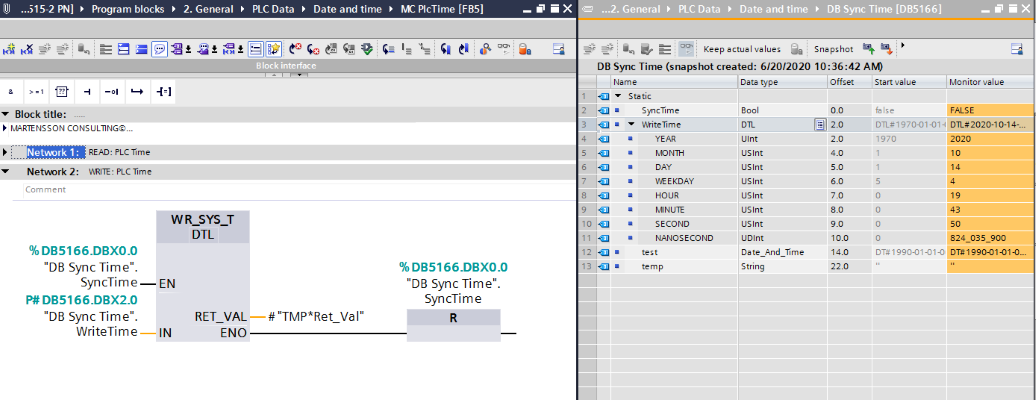 ...515-2 PN] ▸ Program blocks ▸ 2. General ▸ PLC Data ▸ Date and time ▸ MC PlcTime [FB5]
Block interface
& >=1 ??
Block title: .....
MARTENSSON CONSULTING©...
Network 1: READ: PLC Time
Network 2: WRITE: PLC Time
Comment
WR_SYS_T
DTL
%DB5166.DBX0.0
"DB Sync Time".
SyncTime EN
P# DB5166.DBX2.0
"DB Sync Time".
WriteTime IN
RET_VAL #"TMP*Ret_Val"
ENO
%DB5166.DBX0.0
"DB Sync Time".
SyncTime
R
...2. General ▸ PLC Data ▸ Date and time ▸ DB Sync Time [DB5166]
Keep actual values Snapshot
DB Sync Time (snapshot created: 6/20/2020 10:36:42 AM)
Name Data type Offset Start value Monitor value
1 Static
2 SyncTime Bool 0.0 false FALSE
3 WriteTime DTL 2.0 DTL#1970-01-01-0 DTL#2020-10-14-...
4 YEAR UInt 2.0 1970 2020
5 MONTH USInt 4.0 1 10
6 DAY USInt 5.0 1 14
7 WEEKDAY USInt 6.0 5 4
8 HOUR USInt 7.0 0 19
9 MINUTE USInt 8.0 0 43
10 SECOND USInt 9.0 0 50
11 NANOSECOND UDInt 10.0 0 824_035_900
12 test Date_And_Time 14.0 DT#1990-01-01-0 DT#1990-01-01-0...
13 temp String 22.0 '' ''